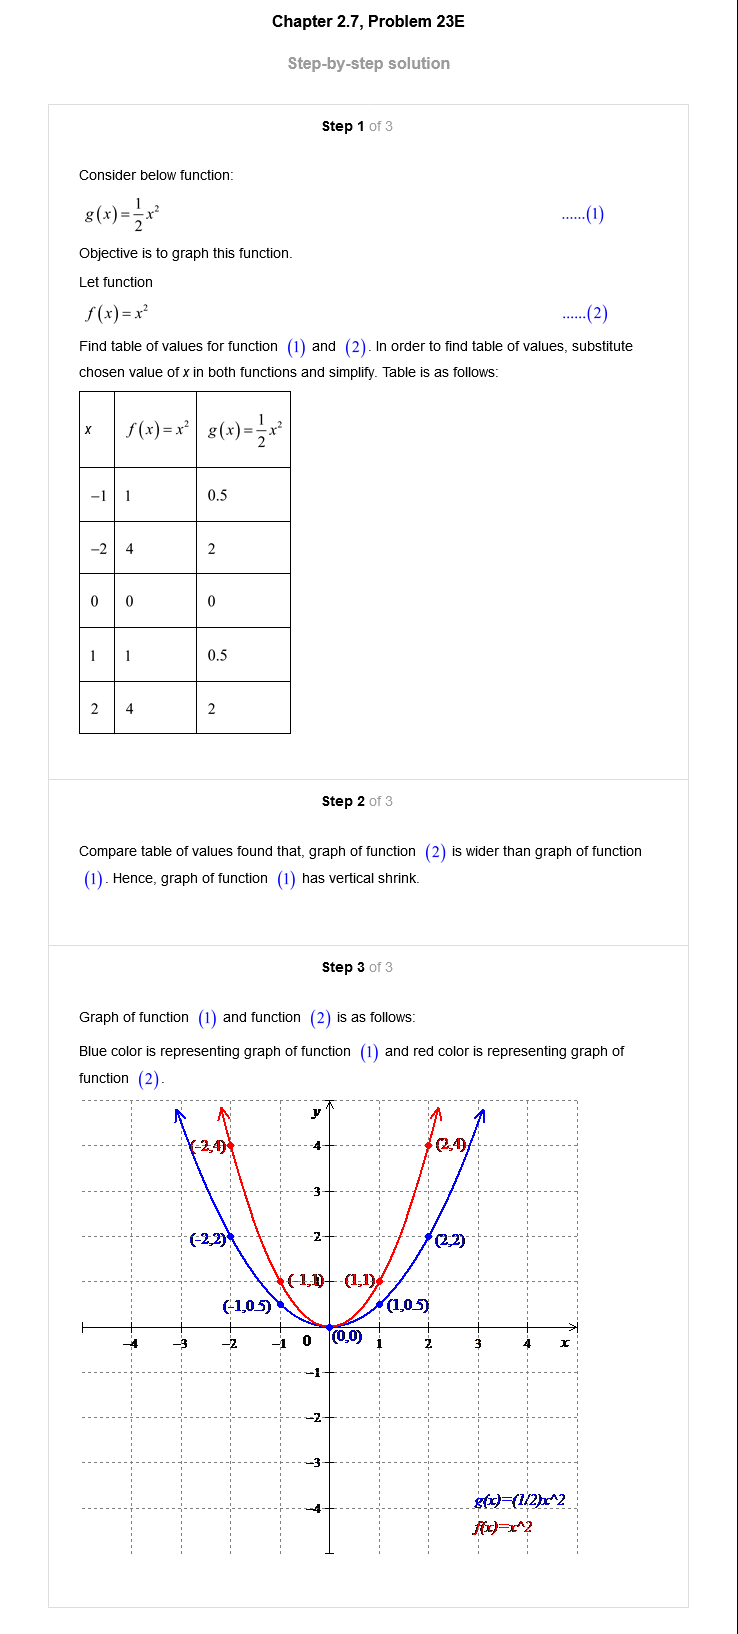 Chapter 2.7, Problem 23E
Step-by-step solution
Step 1 of 3
Consider below function:
g(x)=1/2x² ......(1)
Objective is to graph this function.
Let function
f(x)=x² ......(2)
Find table of values for function (1) and (2). In order to find table of values, substitute
chosen value of x in both functions and simplify. Table is as follows:
x f(x)=x² g(x)=1/2x²
−1 1 0.5
−2 4 2
0 0 0
1 1 0.5
2 4 2
Step 2 of 3
Compare table of values found that, graph of function (2) is wider than graph of function
(1). Hence, graph of function (1) has vertical shrink.
Step 3 of 3
Graph of function (1) and function (2) is as follows:
Blue color is representing graph of function (1) and red color is representing graph of
function (2).
y
(-2,4) 4 (2,4)
3
(-2,2) 2 (2,2)
(-1,1) 1 (1,1)
(-1,0.5) (1,0.5)
(0,0)
−4 −3 −2 −1 0 1 2 3 4 x
−1
−2
−3
−4
g(x)=(1/2)x^2
f(x)=x^2